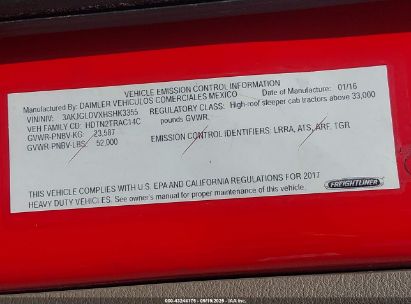 VEHICLE EMISSION CONTROL INFORMATION
Manufactured By: DAIMLER VEHICULOS COMERCIALES MEXICO Date of Manufacture: 01/16
VIN/NIV: 3AKJGLDVXHSHK3355 REGULATORY CLASS: High-roof sleeper cab tractors above 33,000
VEH FAMILY CD: HDTN2TRAC14C pounds GVWR.
GVWR-PNBV-KG: 23,587
GVWR-PNBV-LBS: 52,000 EMISSION CONTROL IDENTIFIERS: LRRA, ATS, ARF, TGR
THIS VEHICLE COMPLIES WITH U.S. EPA AND CALIFORNIA REGULATIONS FOR 2017
HEAVY DUTY VEHICLES. See owner's manual for proper maintenance of this vehicle.
FREIGHTLINER